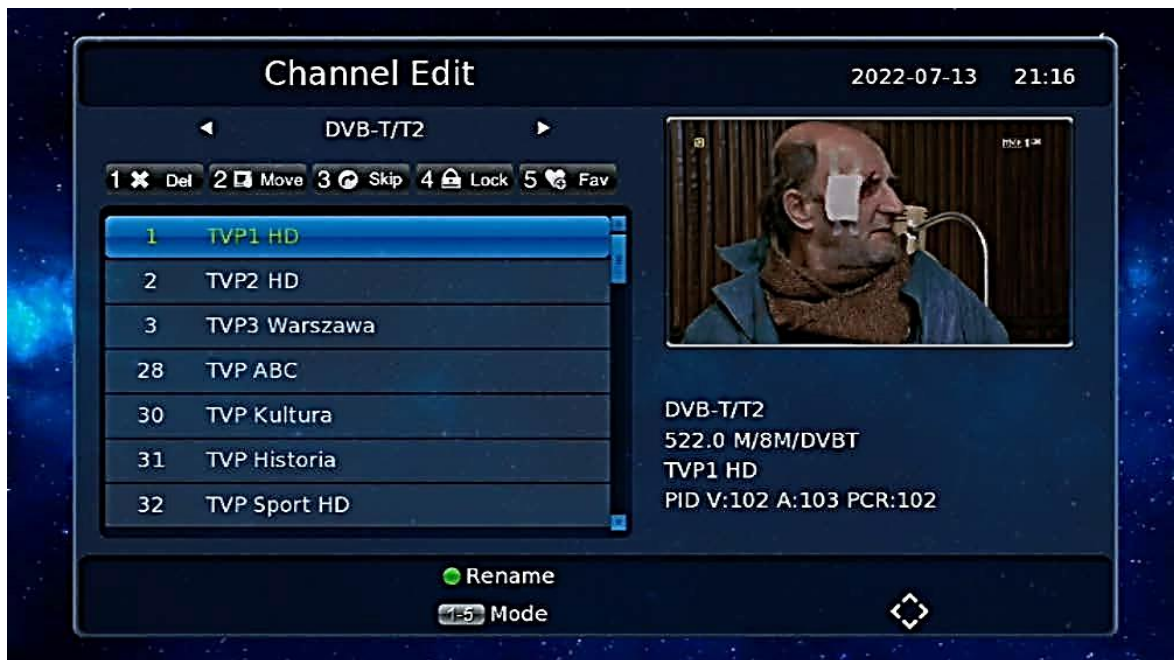 Channel Edit
2022-07-13 21:16
DVB-T/T2
1 Del 2 Move 3 Skip 4 Lock 5 Fav
1 TVP1 HD
2 TVP2 HD
3 TVP3 Warszawa
28 TVP ABC
30 TVP Kultura
31 TVP Historia
32 TVP Sport HD
DVB-T/T2
522.0 M/8M/DVBT
TVP1 HD
PID V:102 A:103 PCR:102
Rename
1-5 Mode